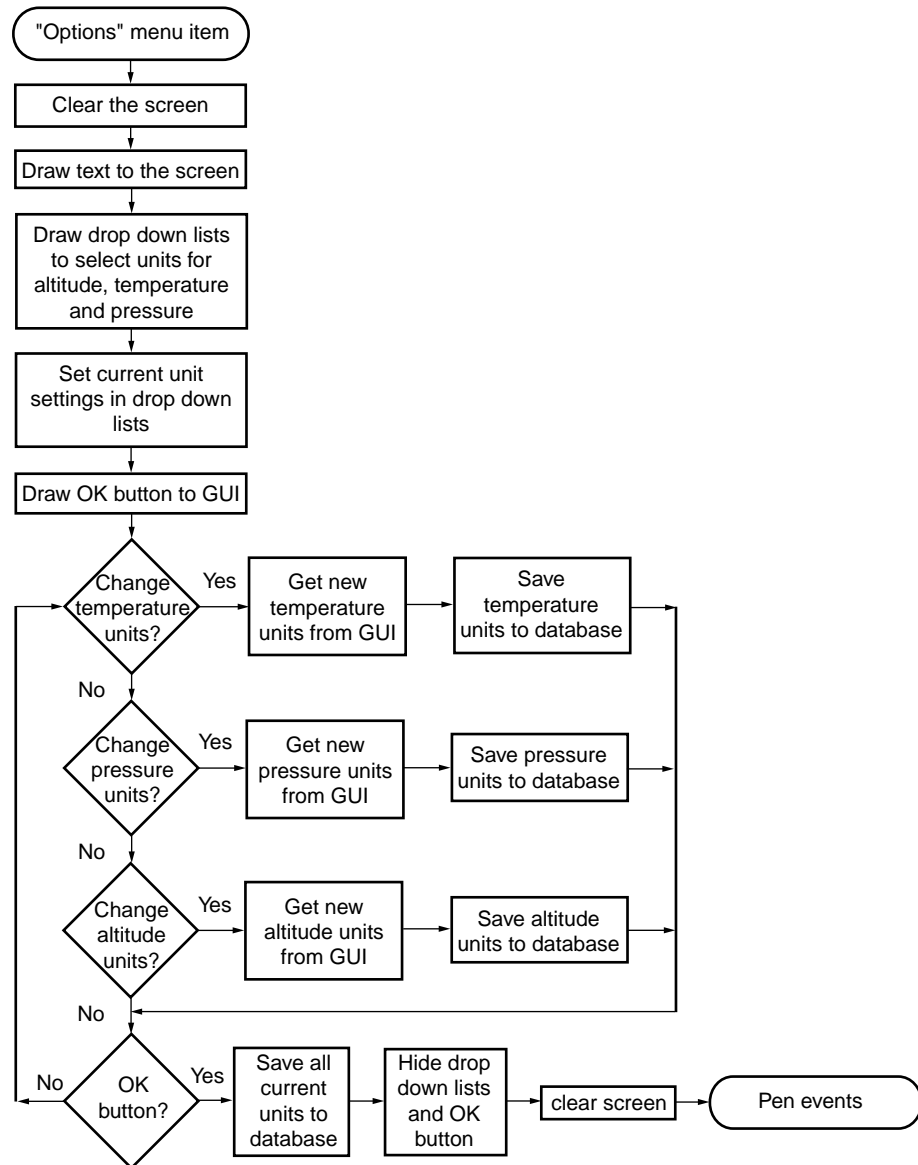 "Options" menu item
Clear the screen
Draw text to the screen
Draw drop down lists
to select units for
altitude, temperature
and pressure
Set current unit
settings in drop down
lists
Draw OK button to GUI
Change
temperature
units?
Yes
Get new
temperature
units from GUI
Save
temperature
units to database
No
Change
pressure
units?
Yes
Get new
pressure units
from GUI
Save pressure
units to database
No
Change
altitude
units?
Yes
Get new
altitude units
from GUI
Save altitude
units to database
No
OK
button?
No
Yes
Save all
current
units to
database
Hide drop
down lists
and OK
button
clear screen
Pen events